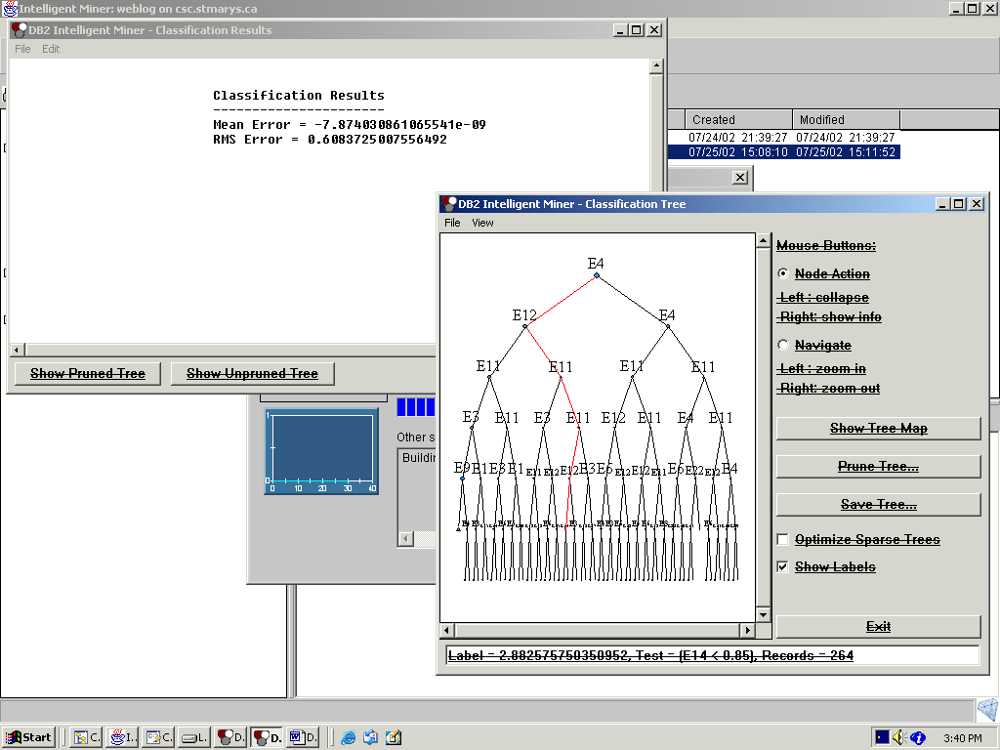 Intelligent Miner: weblog on csc.stmarys.ca
DB2 Intelligent Miner - Classification Results
File Edit
Classification Results
----------------------
Mean Error = -7.874030861065541e-09
RMS Error = 0.6083725007556492
Show Pruned Tree Show Unpruned Tree
Created Modified
07/24/02 21:39:27 07/24/02 21:39:27
07/25/02 15:08:10 07/25/02 15:11:52
1
0
0 10 20 30 40
Other s
Buildin
DB2 Intelligent Miner - Classification Tree
File View
E4
E12 E4
E11 E11 E11 E11
E3 E11 E3 E11 E12 E11 E4 E11
E9 E1 E3 E1 E11 E12 E12 E3 E6 E12 E12 E11 E6 E22 E12 E4
Mouse Buttons:
Node Action
Left : collapse
Right: show info
Navigate
Left : zoom in
Right: zoom out
Show Tree Map
Prune Tree...
Save Tree...
Optimize Sparse Trees
Show Labels
Exit
Label = 2.882575750350952, Test = (E14 < 0.85), Records = 264
Start C. I.. C. L. D. D. D. 3:40 PM